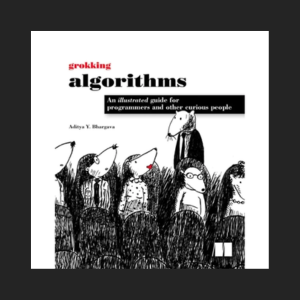 grokking
algorithms
An illustrated guide for
programmers and other curious people
Aditya Y. Bhargava